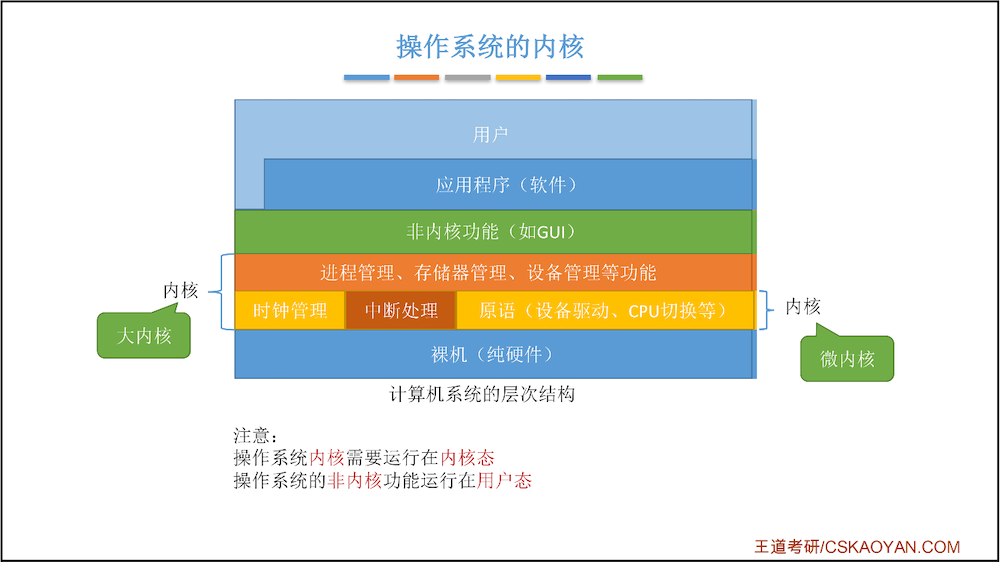 操作系统的内核
用户
应用程序（软件）
非内核功能（如GUI）
进程管理、存储器管理、设备管理等功能
内核
时钟管理
中断处理
原语（设备驱动、CPU切换等）
内核
大内核
微内核
裸机（纯硬件）
计算机系统的层次结构
注意：
操作系统内核需要运行在内核态
操作系统的非内核功能运行在用户态
王道考研/CSKAOYAN.COM